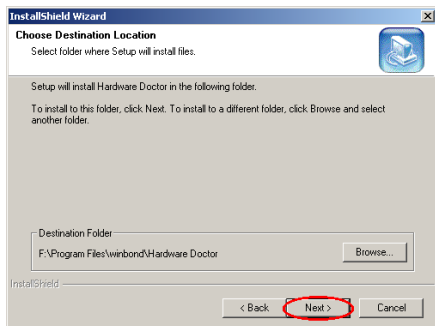 InstallShield Wizard
Choose Destination Location
Select folder where Setup will install files.
Setup will install Hardware Doctor in the following folder.
To install to this folder, click Next. To install to a different folder, click Browse and select
another folder.
Destination Folder
F:\Program Files\winbond\Hardware Doctor
Browse...
InstallShield
< Back
Next >
Cancel